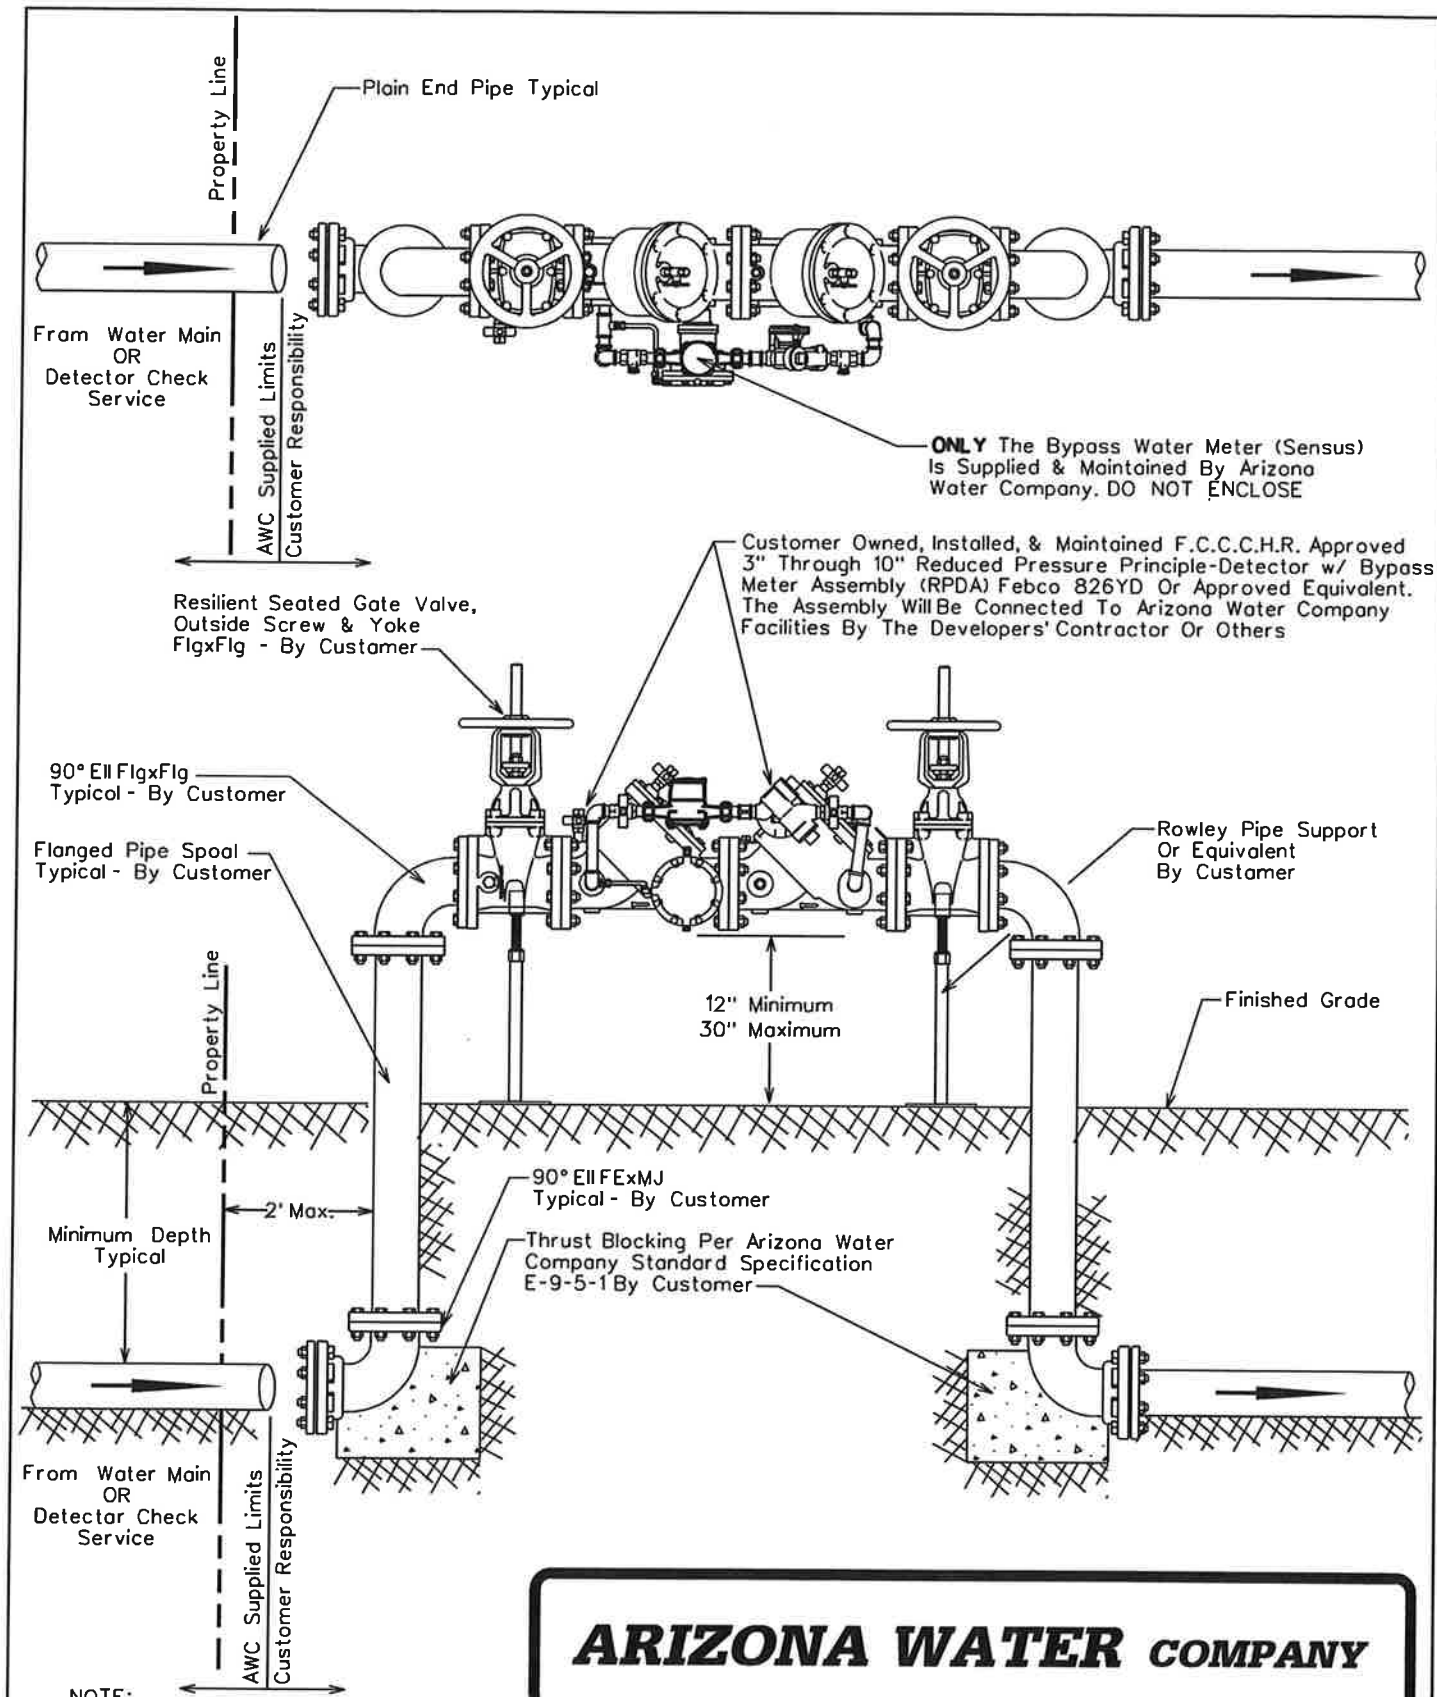 Property Line
Plain End Pipe Typical
Fram Water Main
OR
Detector Check
Service
AWC Supplied Limits
Customer Responsibility
ONLY The Bypass Water Meter (Sensus)
Is Supplied & Maintained By Arizona
Water Company. DO NOT ENCLOSE
Customer Owned, Installed, & Maintained F.C.C.C.H.R. Approved
3" Through 10" Reduced Pressure Principle-Detector w/ Bypass
Meter Assembly (RPDA) Febco 826YD Or Approved Equivalent.
The Assembly Will Be Connected To Arizona Water Company
Facilities By The Developers' Contractor Or Others
Resilient Seated Gate Valve,
Outside Screw & Yoke
FlgxFlg - By Custamer
90° Ell FlgxFlg
Typicol - By Customer
Flanged Pipe Spool
Typical - By Customer
Rowley Pipe Support
Or Equivalent
By Custamer
Property Line
12" Minimum
30" Maximum
Finished Grade
90° Ell FExMJ
Typical - By Customer
2' Max.
Minimum Depth
Typical
Thrust Blocking Per Arizona Water
Company Standard Specification
E-9-5-1 By Customer
From Water Main
OR
Detectar Check
Service
AWC Supplied Limits
Customer Responsibility
ARIZONA WATER COMPANY
NOTE: